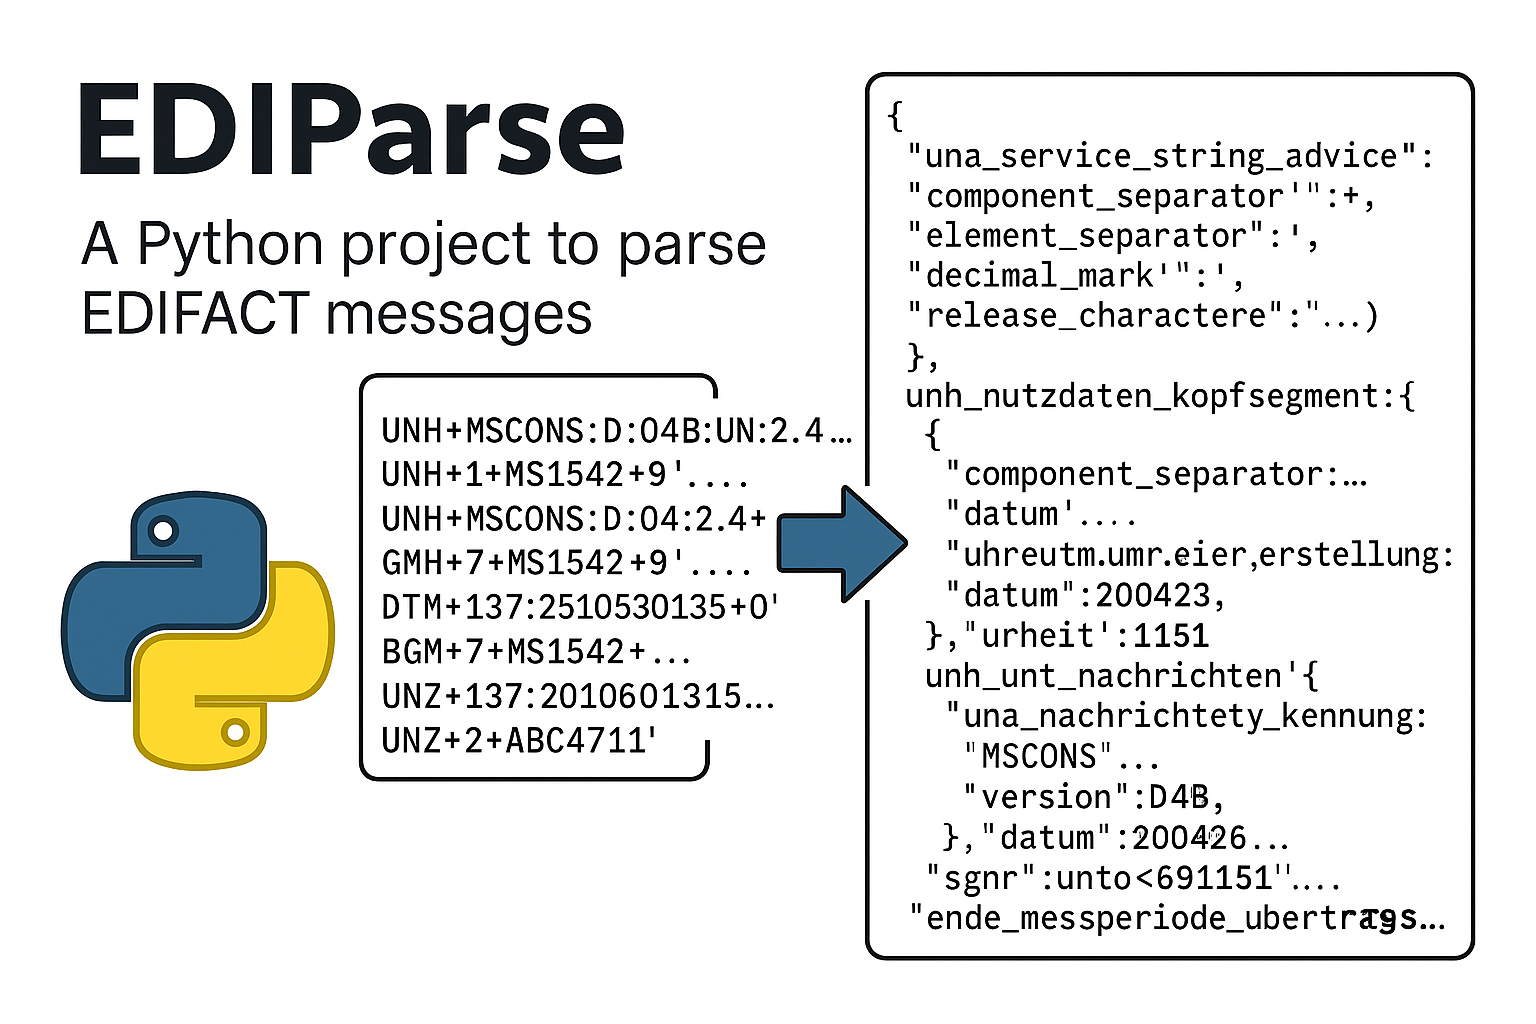 EDIParse
A Python project to parse
EDIFACT messages
UNH+MSCONS:D:04B:UN:2.4...
UNH+1+MS1542+9'....
UNH+MSCONS:D:04:2.4+
GMH+7+MS1542+9'....
DTM+137:2510530135+0'
BGM+7+MS1542+...
UNZ+137:2010601315...
UNZ+2+ABC4711'
{
"una_service_string_advice":
"component_separator'":+,
"element_separator":',
"decimal_mark'":',
"release_charactere":"...)
},
unh_nutzdaten_kopfsegment:{
{
"component_separator:...
"datum'....
"uhreutm.umr.eier,erstellung:
"datum":200423,
},"urheit':1151
unh_unt_nachrichten'{
"una_nachrichtety_kennung:
"MSCONS"...
"version":D4B,
},"datum":200426...
"sgnr":unto<691151"....